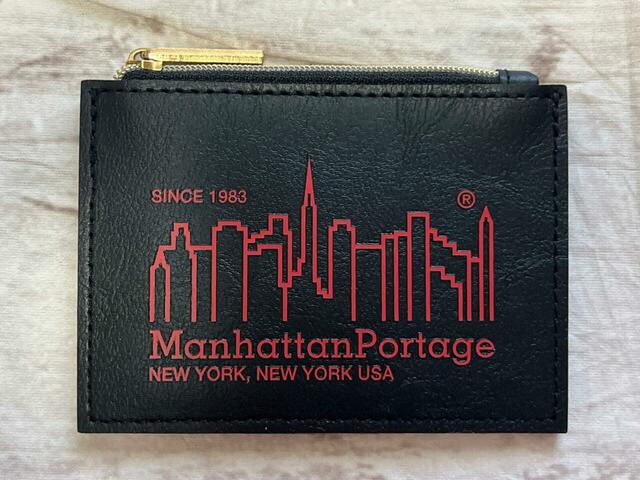 SINCE 1983
®
ManhattanPortage
NEW YORK, NEW YORK USA